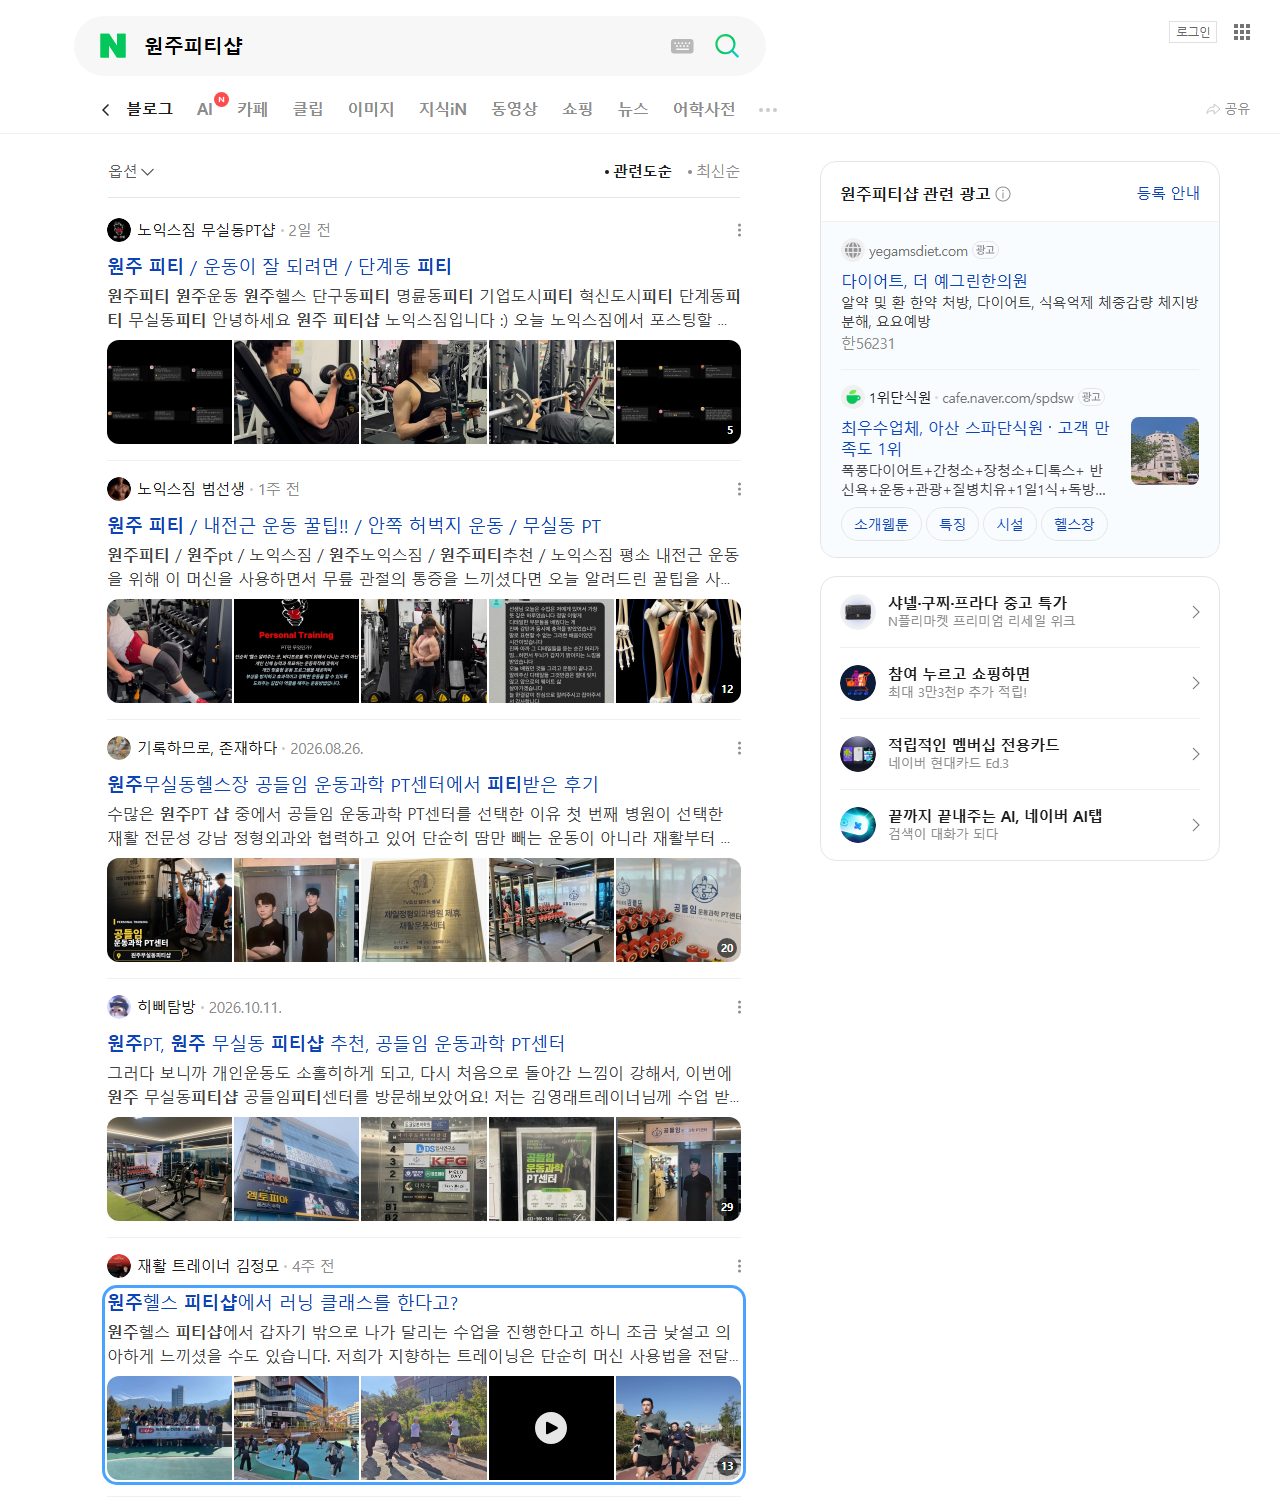 원주피티샵
로그인
블로그 AI N 카페 클립 이미지 지식iN 동영상 쇼핑 뉴스 어학사전
공유
옵션
관련도순 최신순
노익스짐 무실동PT샵 · 2일 전
원주 피티 / 운동이 잘 되려면 / 단계동 피티
원주피티 원주운동 원주헬스 단구동피티 명륜동피티 기업도시피티 혁신도시피티 단계동피
티 무실동피티 안녕하세요 원주 피티샵 노익스짐입니다 :) 오늘 노익스짐에서 포스팅할 ...
5
노익스짐 범선생 · 1주 전
원주 피티 / 내전근 운동 꿀팁!! / 안쪽 허벅지 운동 / 무실동 PT
원주피티 / 원주pt / 노익스짐 / 원주노익스짐 / 원주피티추천 / 노익스짐 평소 내전근 운동
을 위해 이 머신을 사용하면서 무릎 관절의 통증을 느끼셨다면 오늘 알려드린 꿀팁을 사...
Personal Training
12
기록하므로, 존재하다 · 2026.08.26.
원주무실동헬스장 공들임 운동과학 PT센터에서 피티받은 후기
수많은 원주PT 샵 중에서 공들임 운동과학 PT센터를 선택한 이유 첫 번째 병원이 선택한
재활 전문성 강남 정형외과와 협력하고 있어 단순히 땀만 빼는 운동이 아니라 재활부터 ...
PERSONAL TRAINING
공들임
운동과학 PT센터
원주무실동피티샵
제일정형외과병원 제휴
재활운동센터
공들임 운동과학 PT센터
20
히삐탐방 · 2026.10.11.
원주PT, 원주 무실동 피티샵 추천, 공들임 운동과학 PT센터
그러다 보니까 개인운동도 소홀히하게 되고, 다시 처음으로 돌아간 느낌이 강해서, 이번에
원주 무실동피티샵 공들임피티센터를 방문해보았어요! 저는 김영래트레이너님께 수업 받...
공들임
운동과학
PT센터
29
재활 트레이너 김정모 · 4주 전
원주헬스 피티샵에서 러닝 클래스를 한다고?
원주헬스 피티샵에서 갑자기 밖으로 나가 달리는 수업을 진행한다고 하니 조금 낯설고 의
아하게 느끼셨을 수도 있습니다. 저희가 지향하는 트레이닝은 단순히 머신 사용법을 전달...
13
원주피티샵 관련 광고 등록 안내
yegamsdiet.com 광고
다이어트, 더 예그린한의원
알약 및 환 한약 처방, 다이어트, 식욕억제 체중감량 체지방
분해, 요요예방
한56231
1위단식원 · cafe.naver.com/spdsw 광고
최우수업체, 아산 스파단식원 · 고객 만
족도 1위
폭풍다이어트+간청소+장청소+디톡스+ 반
신욕+운동+관광+질병치유+1일1식+독방...
소개웹툰 특징 시설 헬스장
샤넬·구찌·프라다 중고 특가
N플리마켓 프리미엄 리세일 위크
참여 누르고 쇼핑하면
최대 3만3천P 추가 적립!
적립적인 멤버십 전용카드
네이버 현대카드 Ed.3
끝까지 끝내주는 AI, 네이버 AI탭
검색이 대화가 되다